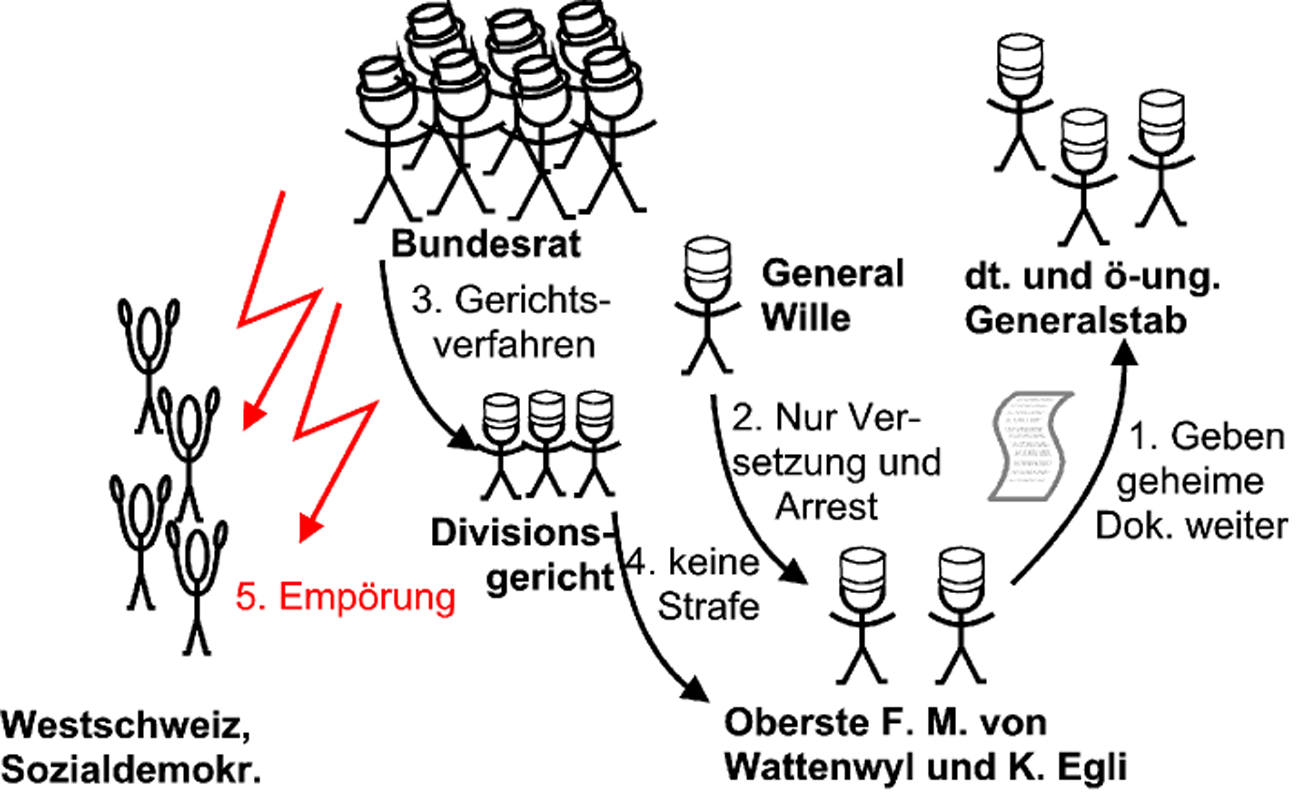 Bundesrat
3. Gerichts-
verfahren
General
Wille
dt. und ö-ung.
Generalstab
2. Nur Ver-
setzung und
Arrest
1. Geben
geheime
Dok. weiter
Divisions-
gericht
4. keine
Strafe
5. Empörung
Westschweiz,
Sozialdemokr.
Oberste F. M. von
Wattenwyl und K. Egli